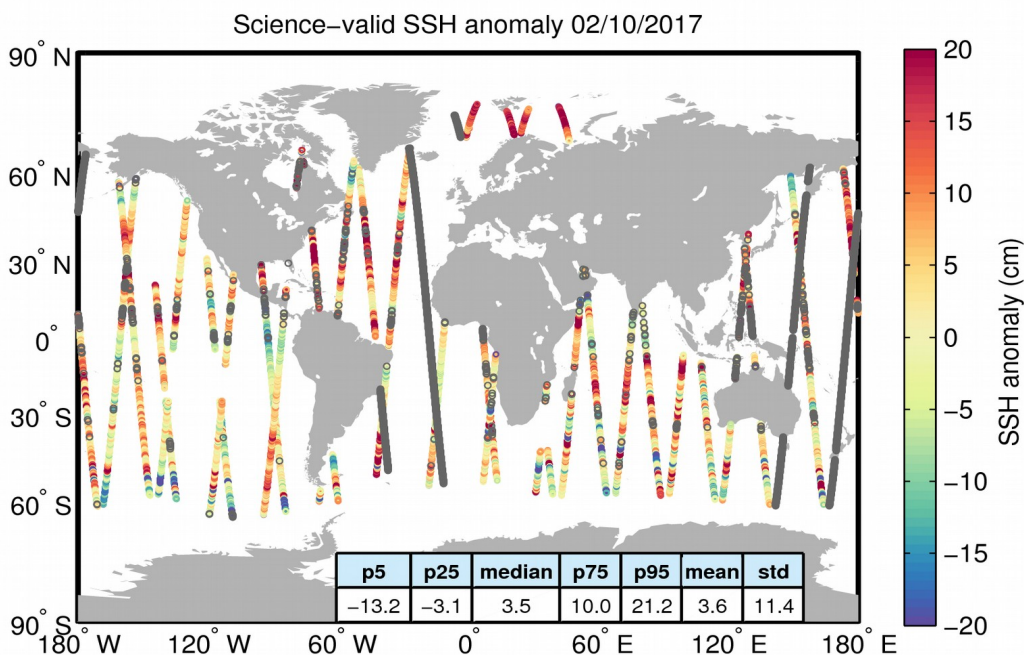 Science−valid SSH anomaly 02/10/2017
90° N
60° N
30° N
0°
30° S
60° S
90° S
180° W
120° W
60° W
0°
60° E
120° E
180° E
p5 p25 median p75 p95 mean std
−13.2 −3.1 3.5 10.0 21.2 3.6 11.4
20
15
10
5
0
−5
−10
−15
−20
SSH anomaly (cm)